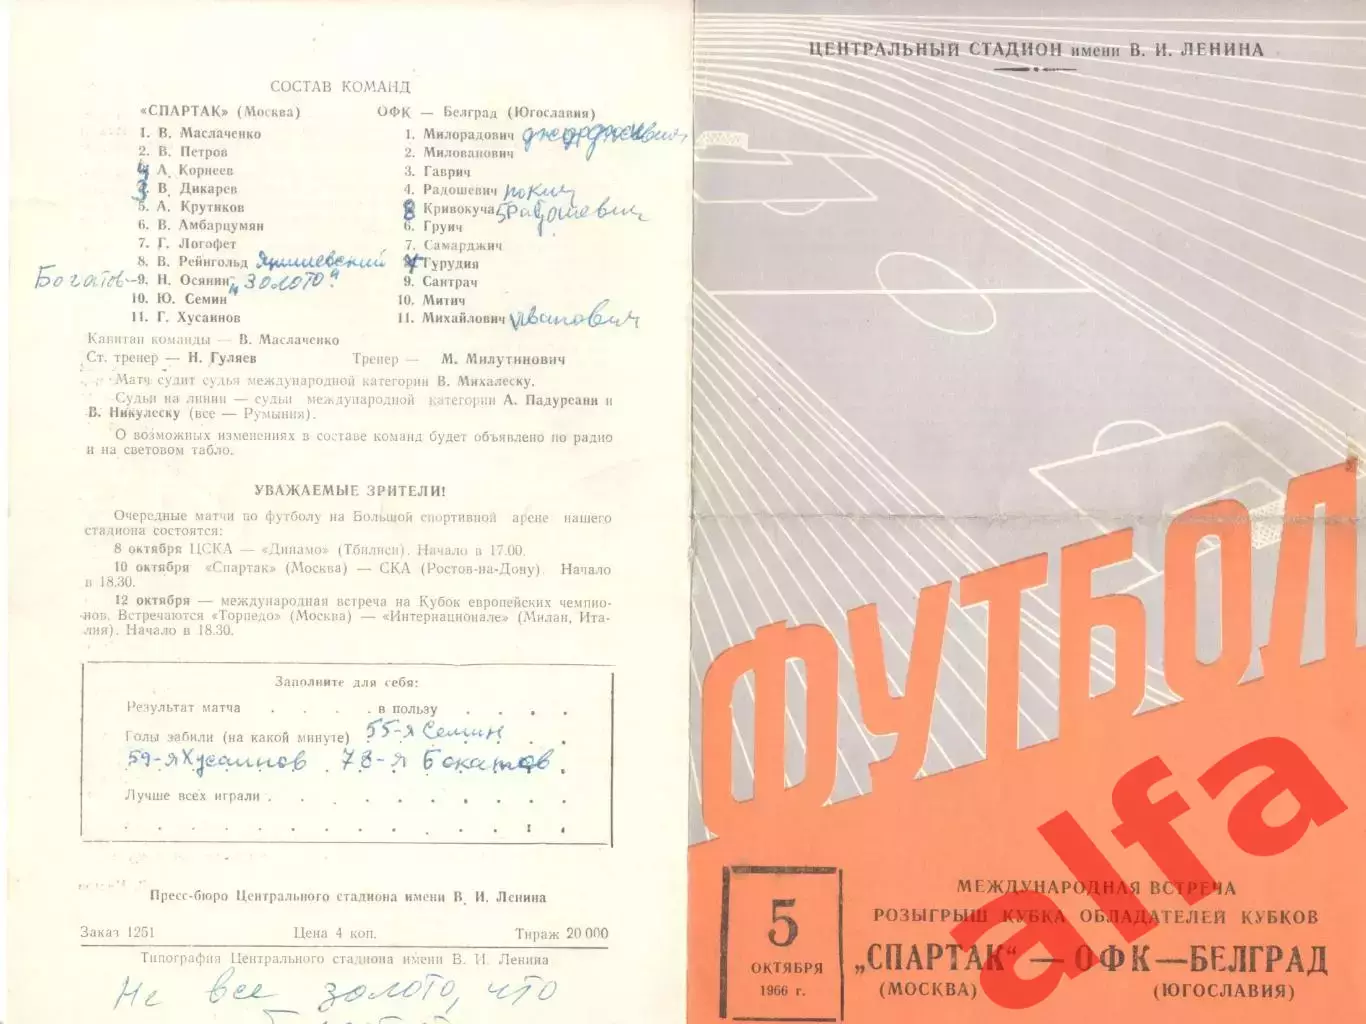 СОСТАВ КОМАНД
«СПАРТАК» (Москва)
1. В. Маслаченко
2. В. Петров
4 А. Корнеев
3 В. Дикарев
5. А. Крутиков
6. В. Амбарцумян
7. Г. Логофет
8. В. Рейнгольд Янишевский
Богатов - 9. Н. Осянин „ЗОЛОТО"
10. Ю. Семин
11. Г. Хусаинов
ОФК — Белград (Югославия)
1. Милорадович
2. Милованович
3. Гаврич
4. Радошевич Покич
8 Кривокуча 5 Радошевич
6. Груич
7. Самарджич
Турудия
9. Сантрач
10. Митич
11. Михайлович Иванович
Капитан команды — В. Маслаченко
Ст. тренер — Н. Гуляев Тренер — М. Милутинович
Матч судит судья международной категории В. Михалеску.
Судьи на линии — судьи международной категории А. Падуреани и
В. Никулеску (все — Румыния).
О возможных изменениях в составе команд будет объявлено по радио
и на световом табло.
УВАЖАЕМЫЕ ЗРИТЕЛИ!
Очередные матчи по футболу на Большой спортивной арене нашего
стадиона состоятся:
8 октября ЦСКА — «Динамо» (Тбилиси). Начало в 17.00.
10 октября «Спартак» (Москва) — СКА (Ростов-на-Дону). Начало
в 18.30.
12 октября — международная встреча на Кубок европейских чемпио-
нов. Встречаются «Торпедо» (Москва) — «Интернационале» (Милан, Ита-
лия). Начало в 18.30.
Заполните для себя:
Результат матча . . . . в пользу . . . .
Голы забили (на какой минуте) 55-я Семин
59-я Хусаинов 78-я Богатов
Лучше всех играли
Пресс-бюро Центрального стадиона имени В. И. Ленина
Заказ 1251 Цена 4 коп. Тираж 20 000
Типография Центрального стадиона имени В. И. Ленина
Не все золото, что
ЦЕНТРАЛЬНЫЙ СТАДИОН имени В. И. ЛЕНИНА
ФУТБОЛ
5
ОКТЯБРЯ
1966 г.
МЕЖДУНАРОДНАЯ ВСТРЕЧА
РОЗЫГРЫШ КУБКА ОБЛАДАТЕЛЕЙ КУБКОВ
„СПАРТАК" — ОФК—БЕЛГРАД
(МОСКВА) (ЮГОСЛАВИЯ)
alfa